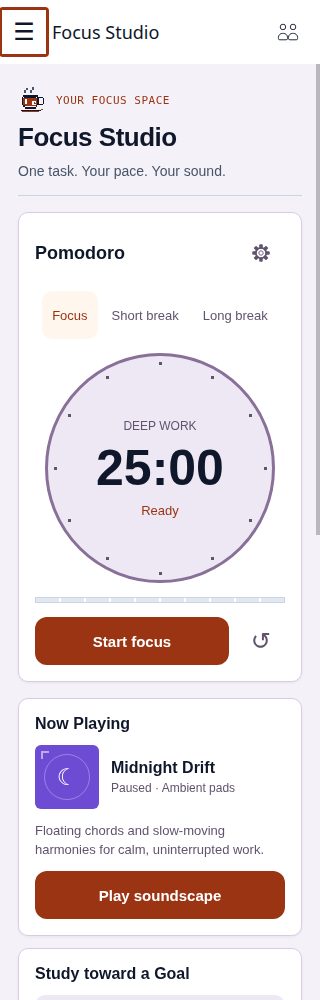 Focus Studio
YOUR FOCUS SPACE
Focus Studio
One task. Your pace. Your sound.
Pomodoro
Focus
Short break
Long break
DEEP WORK
25:00
Ready
Start focus
Now Playing
Midnight Drift
Paused · Ambient pads
Floating chords and slow-moving
harmonies for calm, uninterrupted work.
Play soundscape
Study toward a Goal